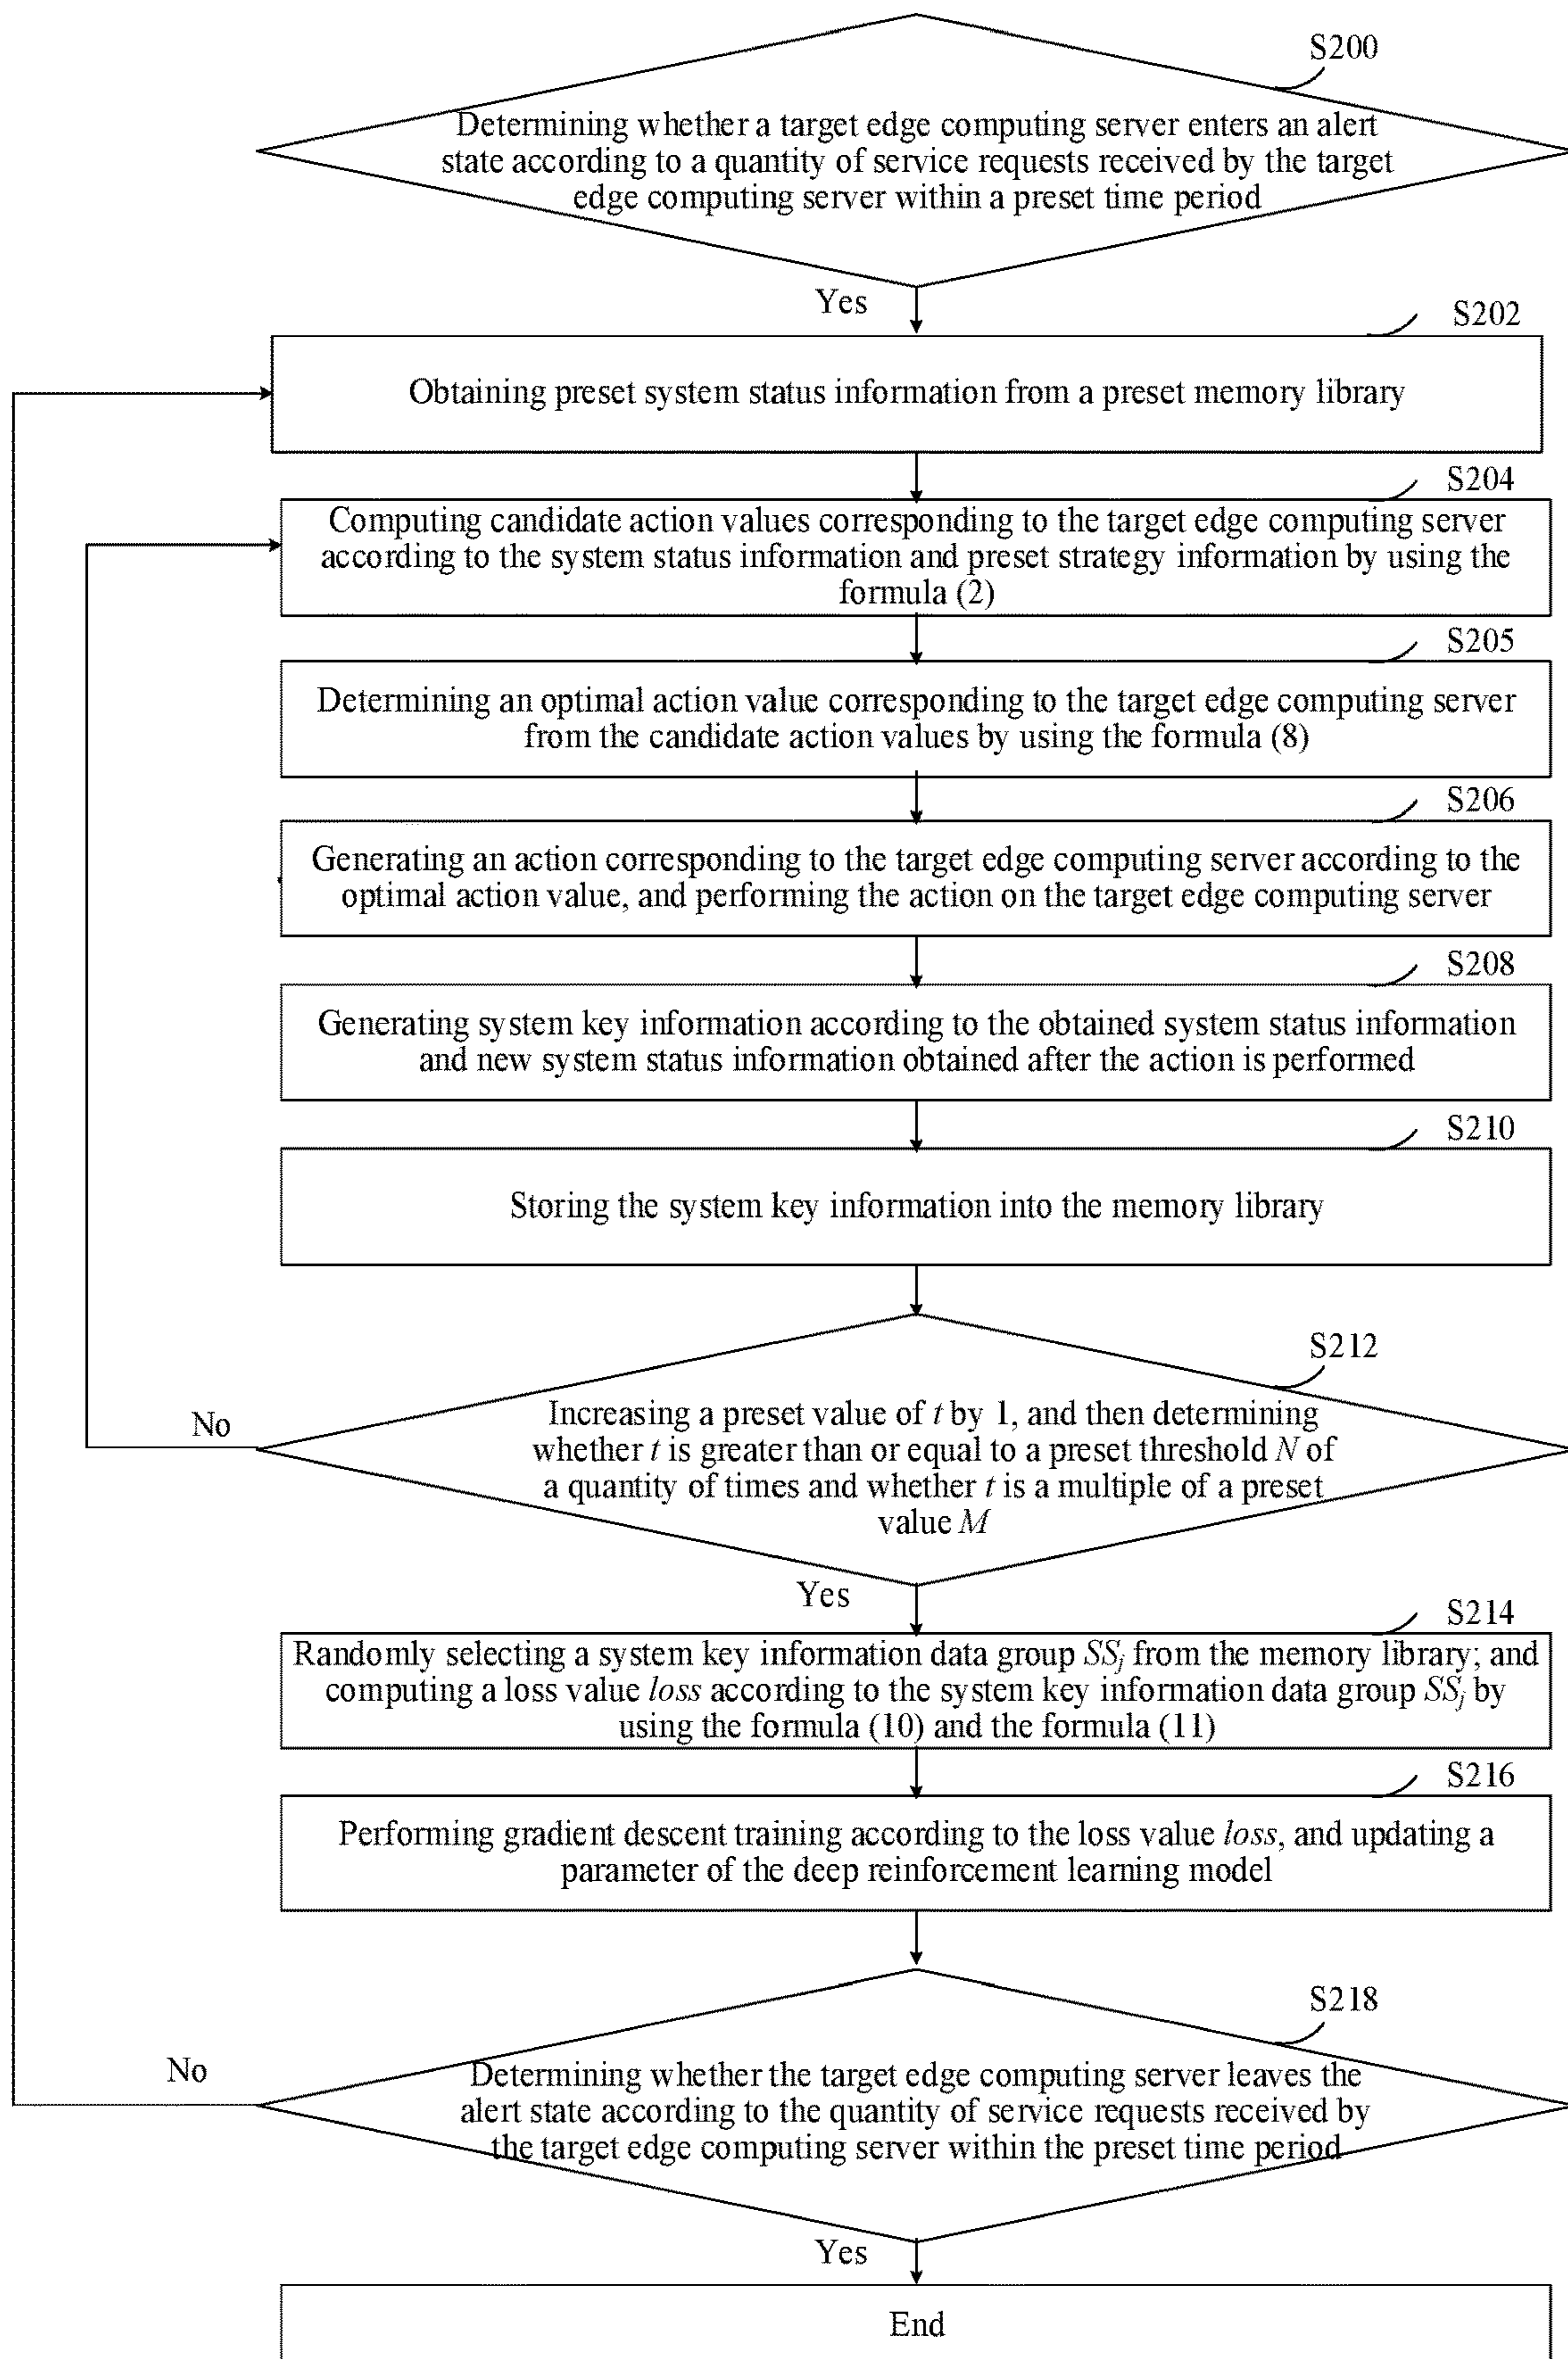 S200
Determining whether a target edge computing server enters an alert
state according to a quantity of service requests received by the target
edge computing server within a preset time period
Yes
S202
Obtaining preset system status information from a preset memory library
S204
Computing candidate action values corresponding to the target edge computing server
according to the system status information and preset strategy information by using the
formula (2)
S205
Determining an optimal action value corresponding to the target edge computing server
from the candidate action values by using the formula (8)
S206
Generating an action corresponding to the target edge computing server according to the
optimal action value, and performing the action on the target edge computing server
S208
Generating system key information according to the obtained system status information
and new system status information obtained after the action is performed
S210
Storing the system key information into the memory library
S212
No
Increasing a preset value of t by 1, and then determining
whether t is greater than or equal to a preset threshold N of
a quantity of times and whether t is a multiple of a preset
value M
Yes
S214
Randomly selecting a system key information data group SSj from the memory library; and
computing a loss value loss according to the system key information data group SSj by
using the formula (10) and the formula (11)
S216
Performing gradient descent training according to the loss value loss, and updating a
parameter of the deep reinforcement learning model
S218
No
Determining whether the target edge computing server leaves the
alert state according to the quantity of service requests received by
the target edge computing server within the preset time period
Yes
End